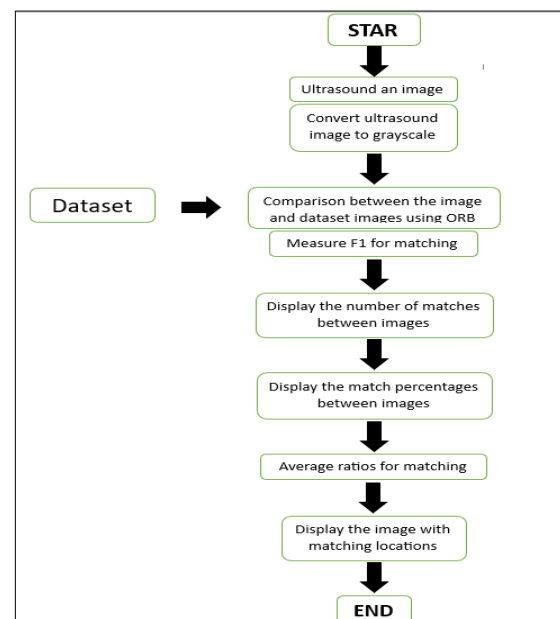 STAR
Ultrasound an image
Convert ultrasound
image to grayscale
Dataset
Comparison between the image
and dataset images using ORB
Measure F1 for matching
Display the number of matches
between images
Display the match percentages
between images
Average ratios for matching
Display the image with
matching locations
END